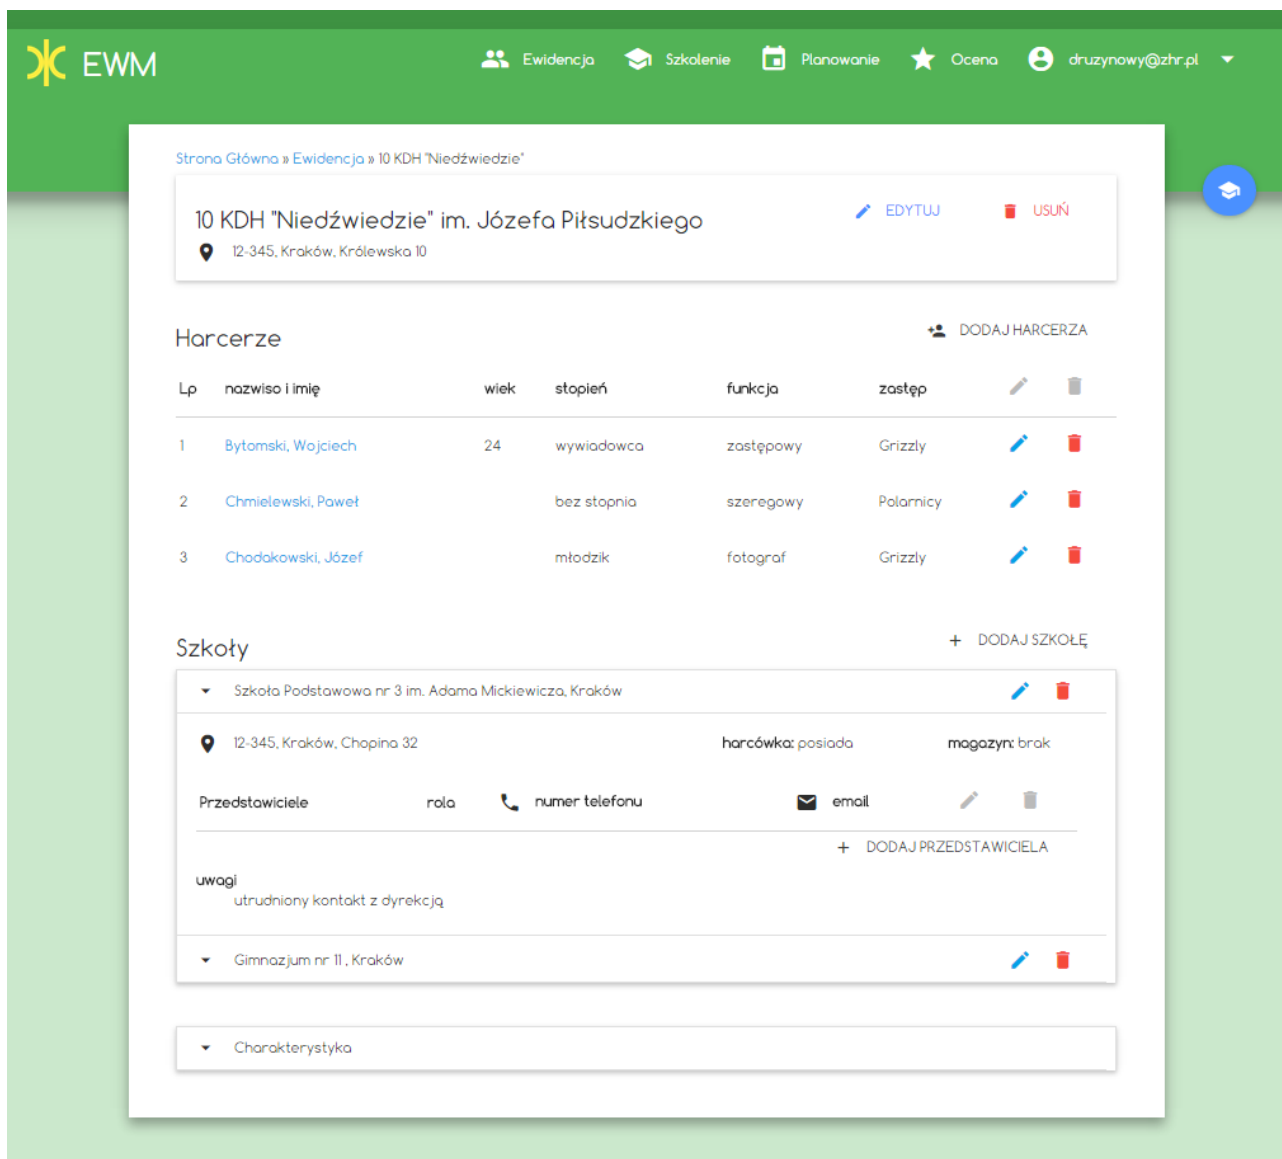 EWM
Ewidencja Szkolenie Planowanie Ocena druzynowy@zhr.pl
Strona Główna » Ewidencja » 10 KDH "Niedźwiedzie"
10 KDH "Niedźwiedzie" im. Józefa Piłsudzkiego
EDYTUJ USUŃ
12-345, Kraków, Królewska 10
Harcerze
DODAJ HARCERZA
Lp nazwiso i imię wiek stopień funkcja zastęp
1 Bytomski, Wojciech 24 wywiadowca zastępowy Grizzly
2 Chmielewski, Paweł bez stopnia szeregowy Polarnicy
3 Chodakowski, Józef młodzik fotograf Grizzly
Szkoły
+ DODAJ SZKOŁĘ
Szkoła Podstawowa nr 3 im. Adama Mickiewicza, Kraków
12-345, Kraków, Chopina 32 harcówka: posiada magazyn: brak
Przedstawiciele rola numer telefonu email
+ DODAJ PRZEDSTAWICIELA
uwagi
utrudniony kontakt z dyrekcją
Gimnazjum nr 11 , Kraków
Charakterystyka